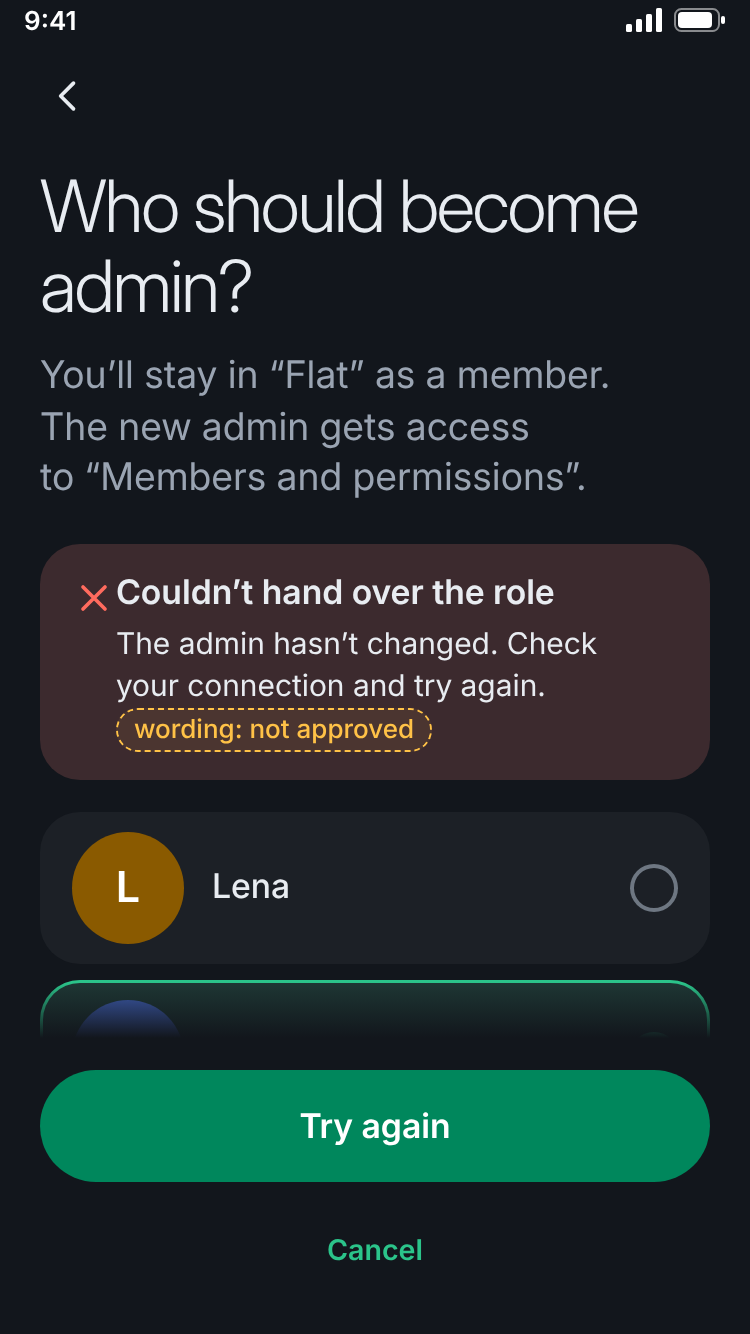 9:41
Who should become
admin?
You’ll stay in “Flat” as a member.
The new admin gets access
to “Members and permissions”.
Couldn’t hand over the role
The admin hasn’t changed. Check
your connection and try again.
wording: not approved
L
Lena
Try again
Cancel